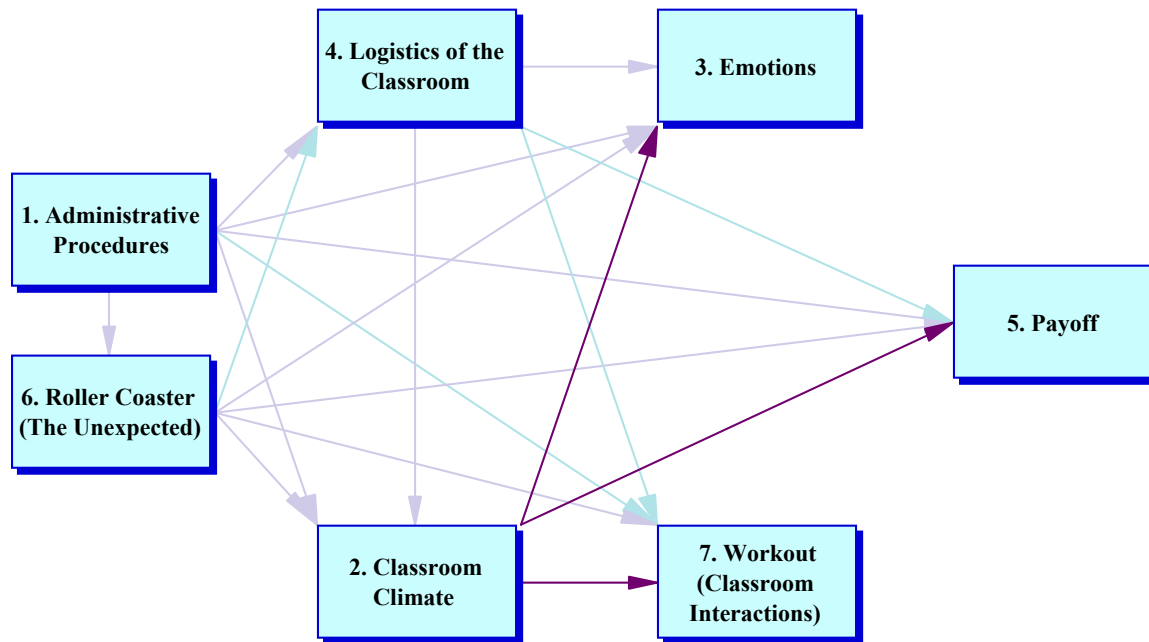 4. Logistics of the
Classroom
3. Emotions
1. Administrative
Procedures
5. Payoff
6. Roller Coaster
(The Unexpected)
2. Classroom
Climate
7. Workout
(Classroom
Interactions)